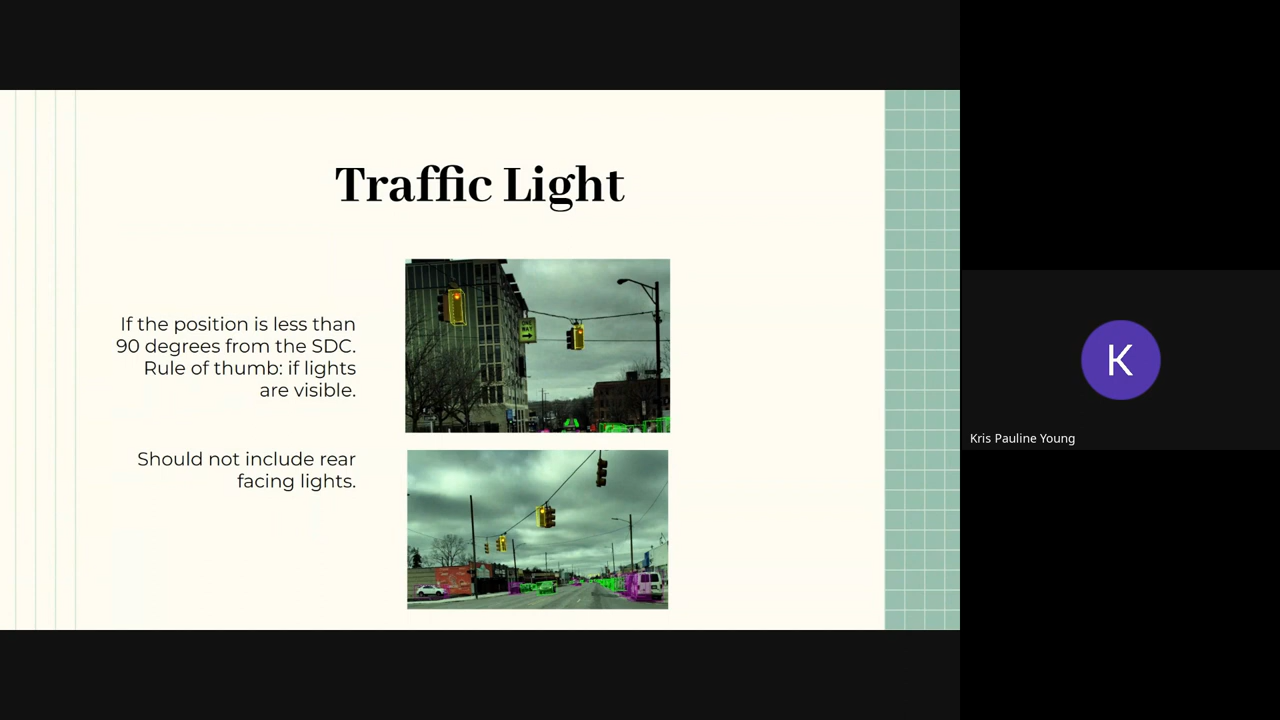 Traffic Light
If the position is less than
90 degrees from the SDC.
Rule of thumb: if lights
are visible.
Should not include rear
facing lights.
K
Kris Pauline Young